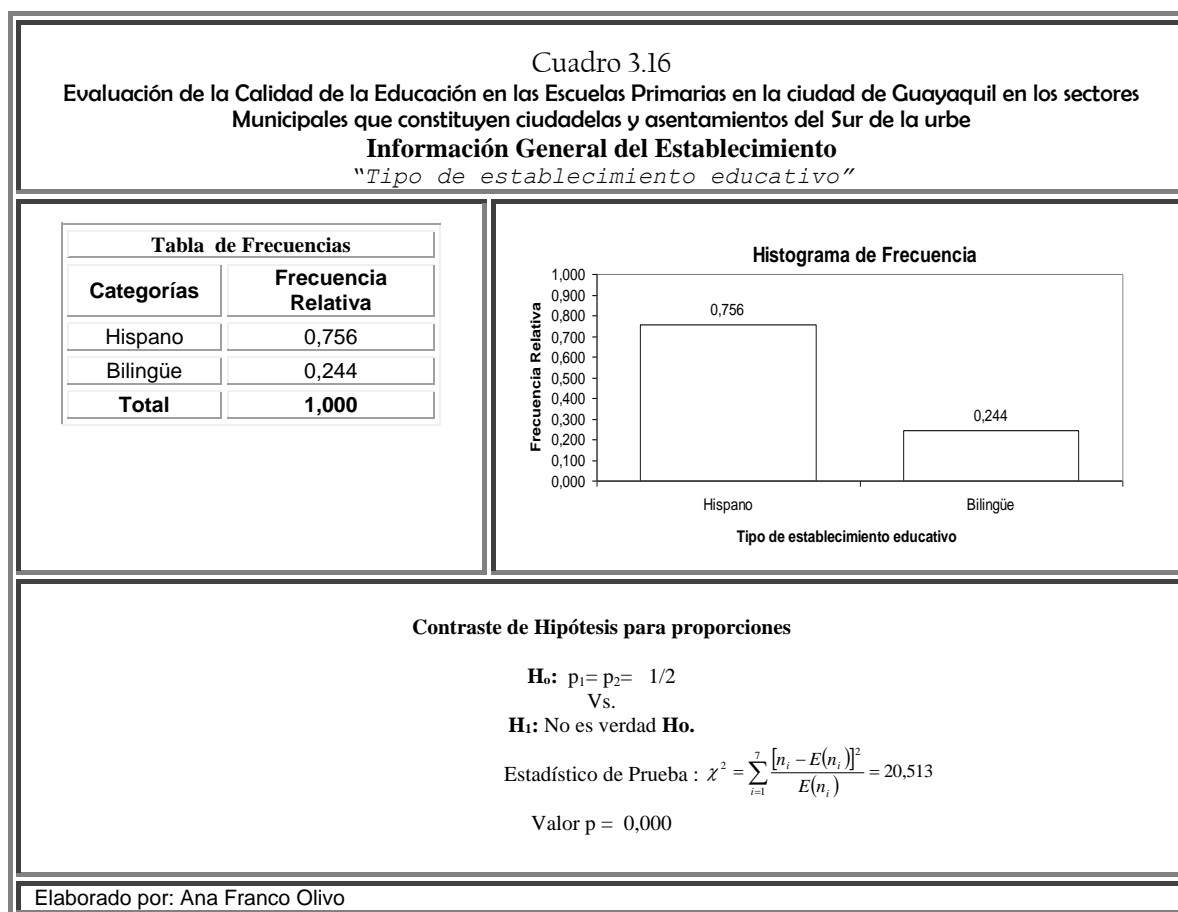 Cuadro 3.16
Evaluación de la Calidad de la Educación en las Escuelas Primarias en la ciudad de Guayaquil en los sectores
Municipales que constituyen ciudadelas y asentamientos del Sur de la urbe
Información General del Establecimiento
“Tipo de establecimiento educativo”
Tabla de Frecuencias
Categorías Frecuencia
Relativa
Hispano 0,756
Bilingüe 0,244
Total 1,000
Histograma de Frecuencia
Frecuencia Relativa
1,000
0,900
0,800
0,700
0,600
0,500
0,400
0,300
0,200
0,100
0,000
0,756
0,244
Hispano Bilingüe
Tipo de establecimiento educativo
Contraste de Hipótesis para proporciones
Hₒ: p₁= p₂= 1/2
Vs.
H₁: No es verdad Ho.
Estadístico de Prueba : χ² = ∑_{i=1}^{7} [nᵢ − E(nᵢ)]² / E(nᵢ) = 20,513
Valor p = 0,000
Elaborado por: Ana Franco Olivo